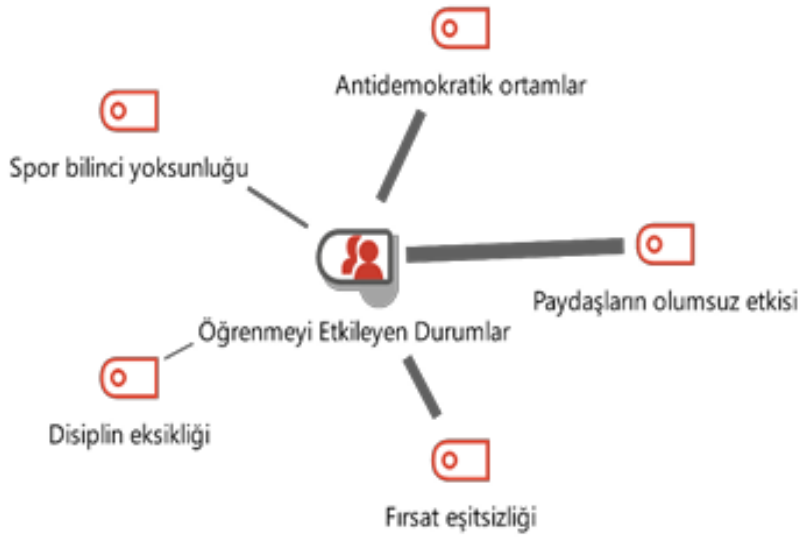 Antidemokratik ortamlar
Spor bilinci yoksunluğu
Paydaşların olumsuz etkisi
Öğrenmeyi Etkileyen Durumlar
Disiplin eksikliği
Fırsat eşitsizliği